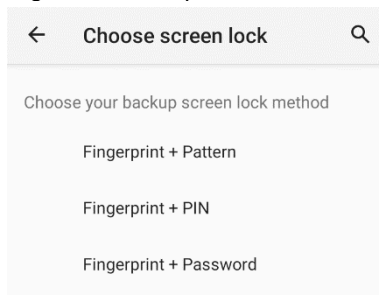 Choose screen lock
Choose your backup screen lock method
Fingerprint + Pattern
Fingerprint + PIN
Fingerprint + Password